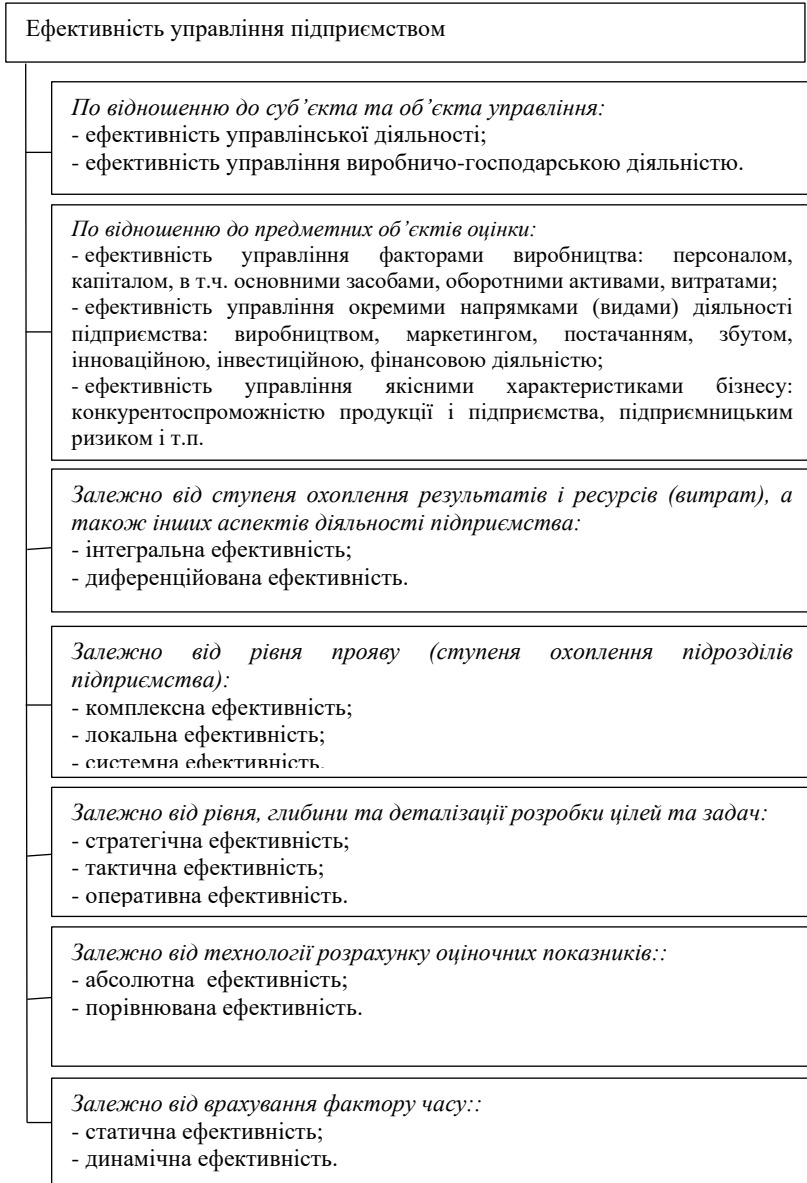 Ефективність управління підприємством
По відношенню до суб’єкта та об’єкта управління:
- ефективність управлінської діяльності;
- ефективність управління виробничо-господарською діяльністю.
По відношенню до предметних об’єктів оцінки:
- ефективність управління факторами виробництва: персоналом,
капіталом, в т.ч. основними засобами, оборотними активами, витратами;
- ефективність управління окремими напрямками (видами) діяльності
підприємства: виробництвом, маркетингом, постачанням, збутом,
інноваційною, інвестиційною, фінансовою діяльністю;
- ефективність управління якісними характеристиками бізнесу:
конкурентоспроможністю продукції і підприємства, підприємницьким
ризиком і т.п.
Залежно від ступеня охоплення результатів і ресурсів (витрат), а
також інших аспектів діяльності підприємства:
- інтегральна ефективність;
- диференційована ефективність.
Залежно від рівня прояву (ступеня охоплення підрозділів
підприємства):
- комплексна ефективність;
- локальна ефективність;
- системна ефективність.
Залежно від рівня, глибини та деталізації розробки цілей та задач:
- стратегічна ефективність;
- тактична ефективність;
- оперативна ефективність.
Залежно від технології розрахунку оціночних показників::
- абсолютна ефективність;
- порівнювана ефективність.
Залежно від врахування фактору часу::
- статична ефективність;
- динамічна ефективність.